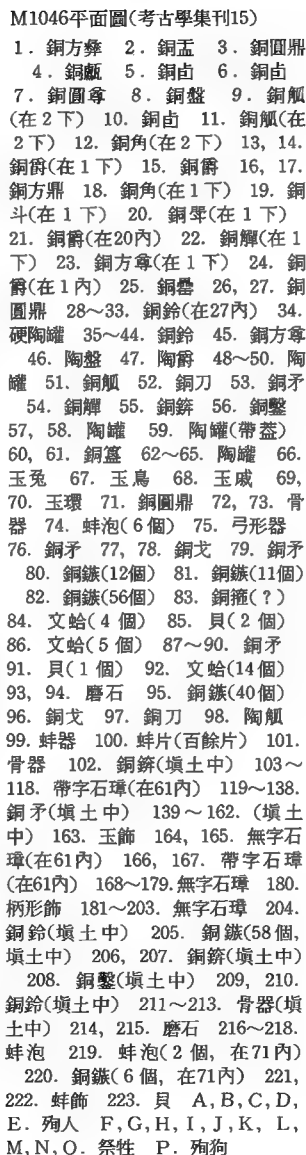 M1046平面圖(考古學集刊15)
1．銅方彝 2．銅盂 3．銅圓鼎
4．銅甗 5．銅卣 6．銅卣
7．銅圓尊 8．銅盤 9．銅觚
(在2下) 10．銅卣 11．銅觚(在
2下) 12．銅角(在2下) 13, 14．
銅爵(在1下) 15．銅爵 16, 17．
銅方鼎 18．銅角(在1下) 19．銅
斗(在1下) 20．銅斝(在1下)
21．銅爵(在20內) 22．銅觶(在1
下) 23．銅方尊(在1下) 24．銅
爵(在1內) 25．銅罍 26, 27．銅
圓鼎 28～33．銅鈴(在27內) 34．
硬陶罐 35～44．銅鈴 45．銅方尊
46．陶盤 47．陶爵 48～50．陶
罐 51．銅觚 52．銅刀 53．銅矛
54．銅觶 55．銅錛 56．銅鑿
57, 58．陶罐 59．陶罐(帶蓋)
60, 61．銅簋 62～65．陶罐 66．
玉兔 67．玉鳥 68．玉戚 69,
70．玉環 71．銅圓鼎 72, 73．骨
器 74．蚌泡(6個) 75．弓形器
76．銅矛 77, 78．銅戈 79．銅矛
80．銅鏃(12個) 81．銅鏃(11個)
82．銅鏃(56個) 83．銅箍(？)
84．文蛤(4個) 85．貝(2個)
86．文蛤(5個) 87～90．銅矛
91．貝(1個) 92．文蛤(14個)
93, 94．磨石 95．銅鏃(40個)
96．銅戈 97．銅刀 98．陶觚
99．蚌器 100．蚌片(百餘片) 101．
骨器 102．銅錛(塡土中) 103～
118．帶字石璋(在61內) 119～138．
銅矛(塡土中) 139～162．(塡土
中) 163．玉飾 164, 165．無字石
璋(在61內) 166, 167．帶字石璋
(在61內) 168～179．無字石璋 180．
柄形飾 181～203．無字石璋 204．
銅鈴(塡土中) 205．銅鏃(58個,
塡土中) 206, 207．銅錛(塡土中)
208．銅鑿(塡土中) 209, 210．
銅鈴(塡土中) 211～213．骨器(塡
土中) 214, 215．磨石 216～218．
蚌泡 219．蚌泡(2個, 在71內)
220．銅鏃(6個, 在71內) 221,
222．蚌飾 223．貝 A, B, C, D,
E．殉人 F, G, H, I, J, K, L,
M, N, O．祭牲 P．殉狗